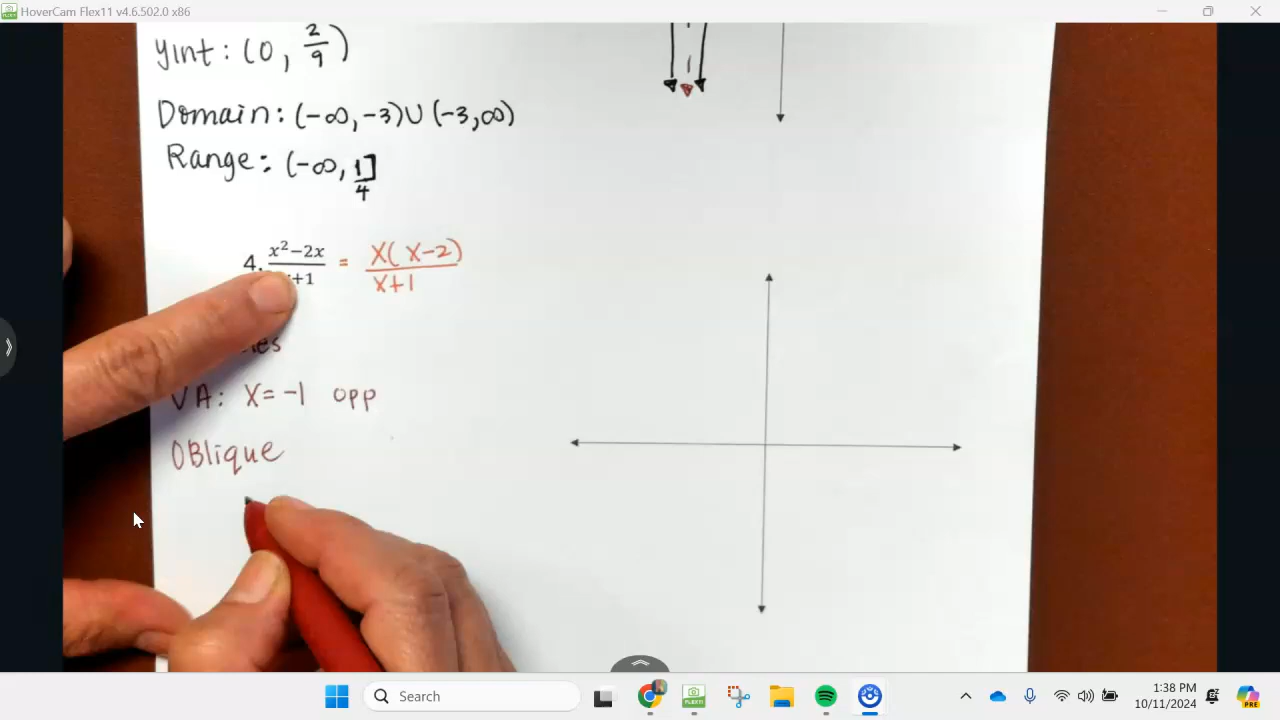 HoverCam Flex11 v4.6.502.0 x86
Yint: (0, 2/9)
Domain: (-∞, -3)∪(-3,∞)
Range: (-∞, 1/4]
4. x²-2x / +1 = x(x-2) / x+1
VA: X= -1 opp
OBlique
Search
1:38 PM
10/11/2024